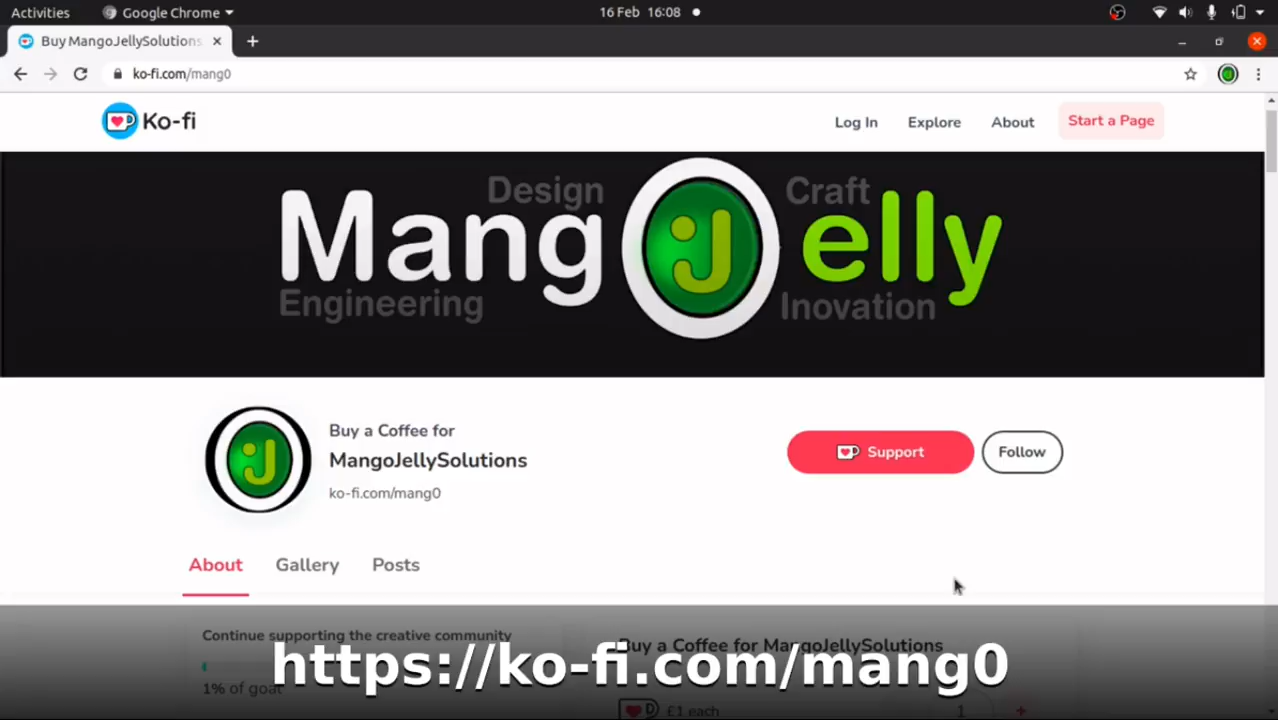 Activities Google Chrome 16 Feb 16:08
Buy MangoJellySolutions
ko-fi.com/mang0
Ko-fi Log In Explore About Start a Page
Design Craft
Mang Jelly
Engineering Inovation
Buy a Coffee for
MangoJellySolutions
ko-fi.com/mang0
Support Follow
About Gallery Posts
Continue supporting the creative community
Buy a Coffee for MangoJellySolutions
https://ko-fi.com/mang0
1% of goal
£1 each 1 +